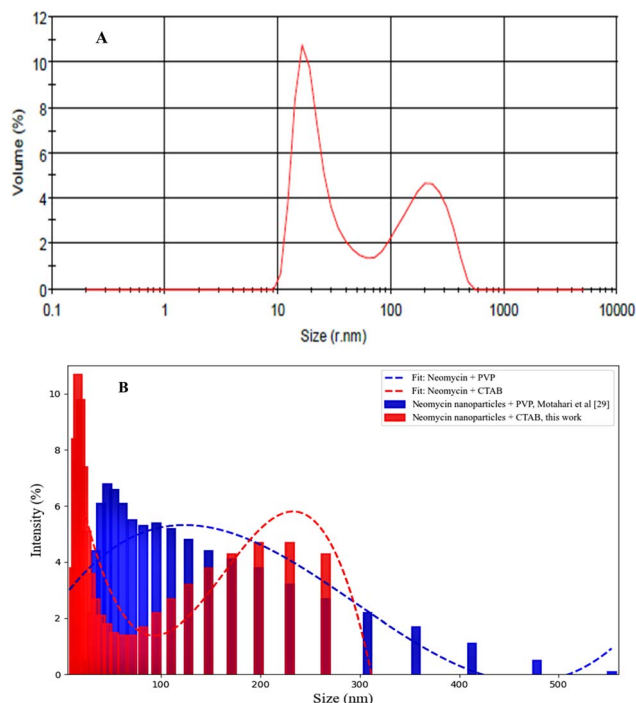 12
A
10
8
6
4
2
0
Volume (%)
0.1 1 10 100 1000 10000
Size (r.nm)
10
B
8
6
4
2
0
Intensity (%)
Fit: Neomycin + PVP
Fit: Neomycin + CTAB
Neomycin nanoparticles + PVP, Motahari et al [29]
Neomycin nanoparticles + CTAB, this work
100 200 300 400 500
Size (nm)